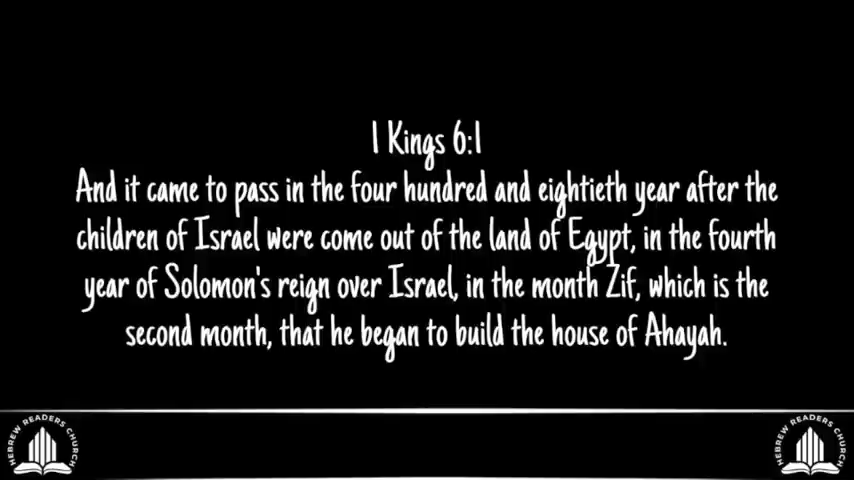 1 Kings 6:1
And it came to pass in the four hundred and eightieth year after the
children of Israel were come out of the land of Egypt, in the fourth
year of Solomon's reign over Israel, in the month Zif, which is the
second month, that he began to build the house of Ahayah.
HEBREW READERS CHURCH
HEBREW READERS CHURCH